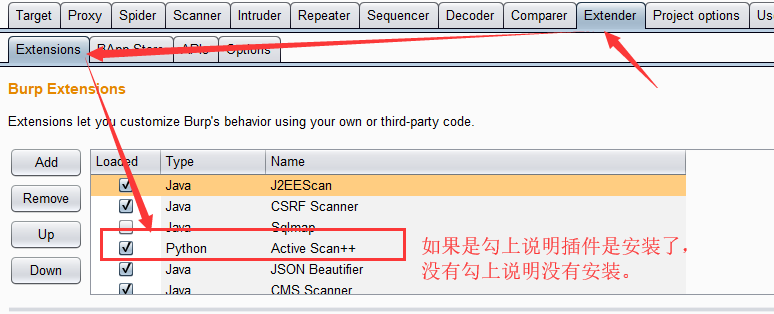 Target Proxy Spider Scanner Intruder Repeater Sequencer Decoder Comparer Extender Project options Us
Extensions BApp Store APIs Options
Burp Extensions
Extensions let you customize Burp's behavior using your own or third-party code.
Add
Remove
Up
Down
Loaded Type Name
Java J2EEScan
Java CSRF Scanner
Java Sqlmap
Python Active Scan++
Java JSON Beautifier
Java CMS Scanner
如果是勾上说明插件是安装了，
没有勾上说明没有安装。